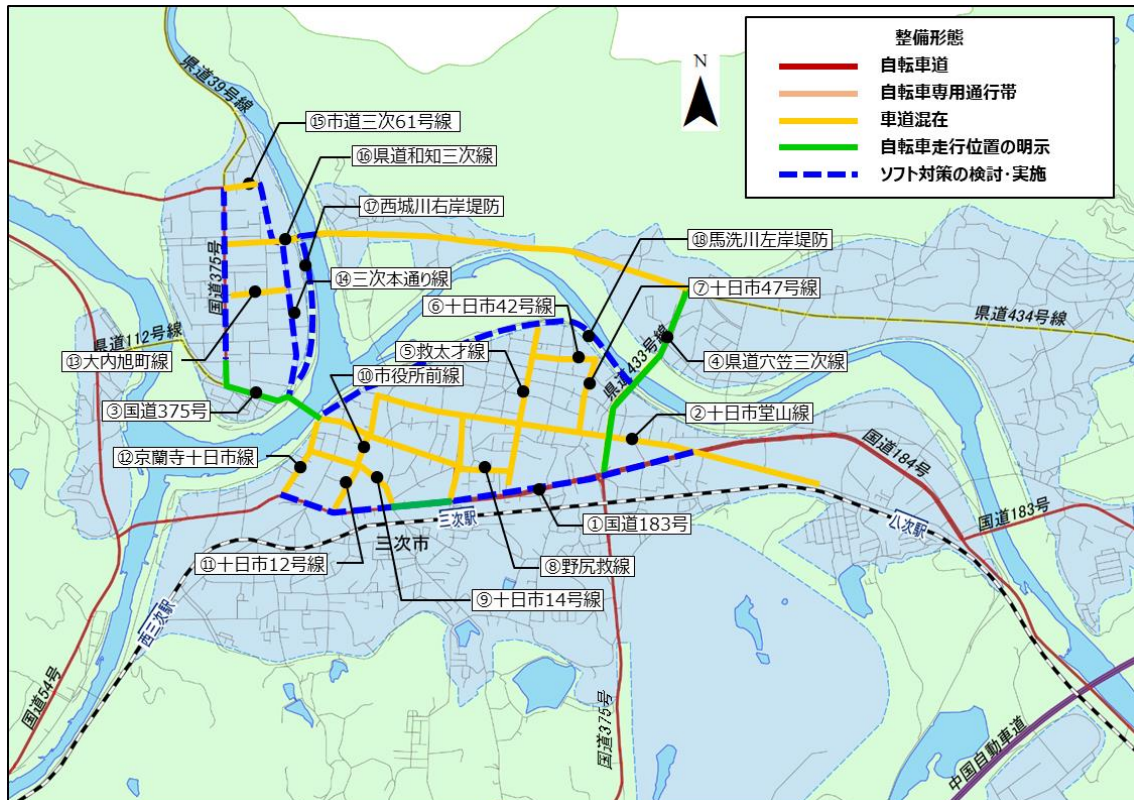 整備形態
自転車道
自転車専用通行帯
車道混在
自転車走行位置の明示
ソフト対策の検討・実施
N
県道39号線
⑮市道三次61号線
⑯県道和知三次線
⑰西城川右岸堤防
国道375号
⑭三次本通り線
⑱馬洗川左岸堤防
⑦十日市47号線
⑥十日市42号線
県道434号線
県道112号線
⑤救太才線
県道433号線
④県道穴笠三次線
⑬大内旭町線
⑩市役所前線
③国道375号
②十日市堂山線
国道184号
⑫京蘭寺十日市線
国道183号
三次駅
①国道183号
八次駅
三次市
⑪十日市12号線
⑧野尻救線
⑨十日市14号線
西三次駅
国道54号
国道375号
中国自動車道